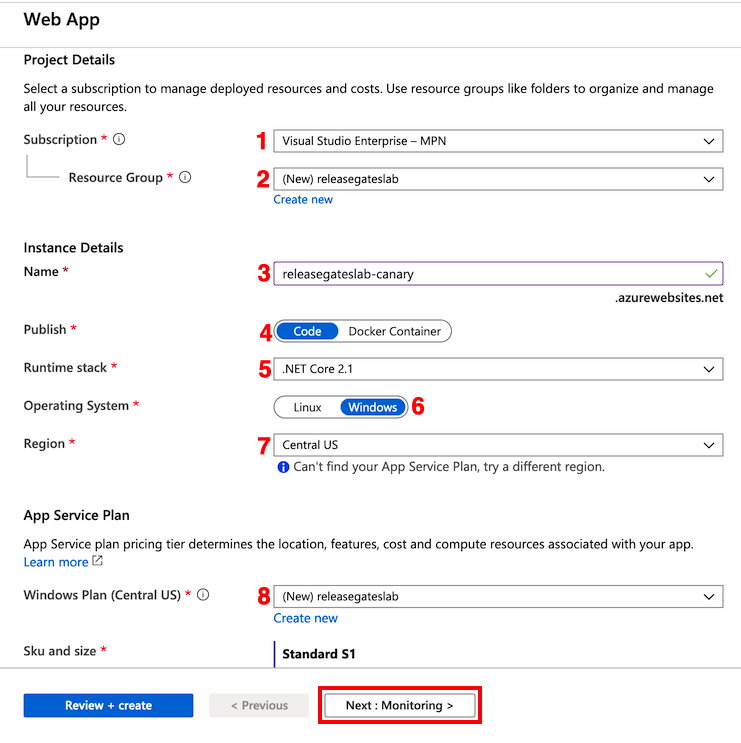 Web App
Project Details
Select a subscription to manage deployed resources and costs. Use resource groups like folders to organize and manage
all your resources.
Subscription * 1 Visual Studio Enterprise – MPN
Resource Group * 2 (New) releasegateslab
Create new
Instance Details
Name * 3 releasegateslab-canary
.azurewebsites.net
Publish * 4 Code Docker Container
Runtime stack * 5 .NET Core 2.1
Operating System * Linux Windows 6
Region * 7 Central US
Can't find your App Service Plan, try a different region.
App Service Plan
App Service plan pricing tier determines the location, features, cost and compute resources associated with your app.
Learn more
Windows Plan (Central US) * 8 (New) releasegateslab
Create new
Sku and size * Standard S1
Review + create < Previous Next : Monitoring >